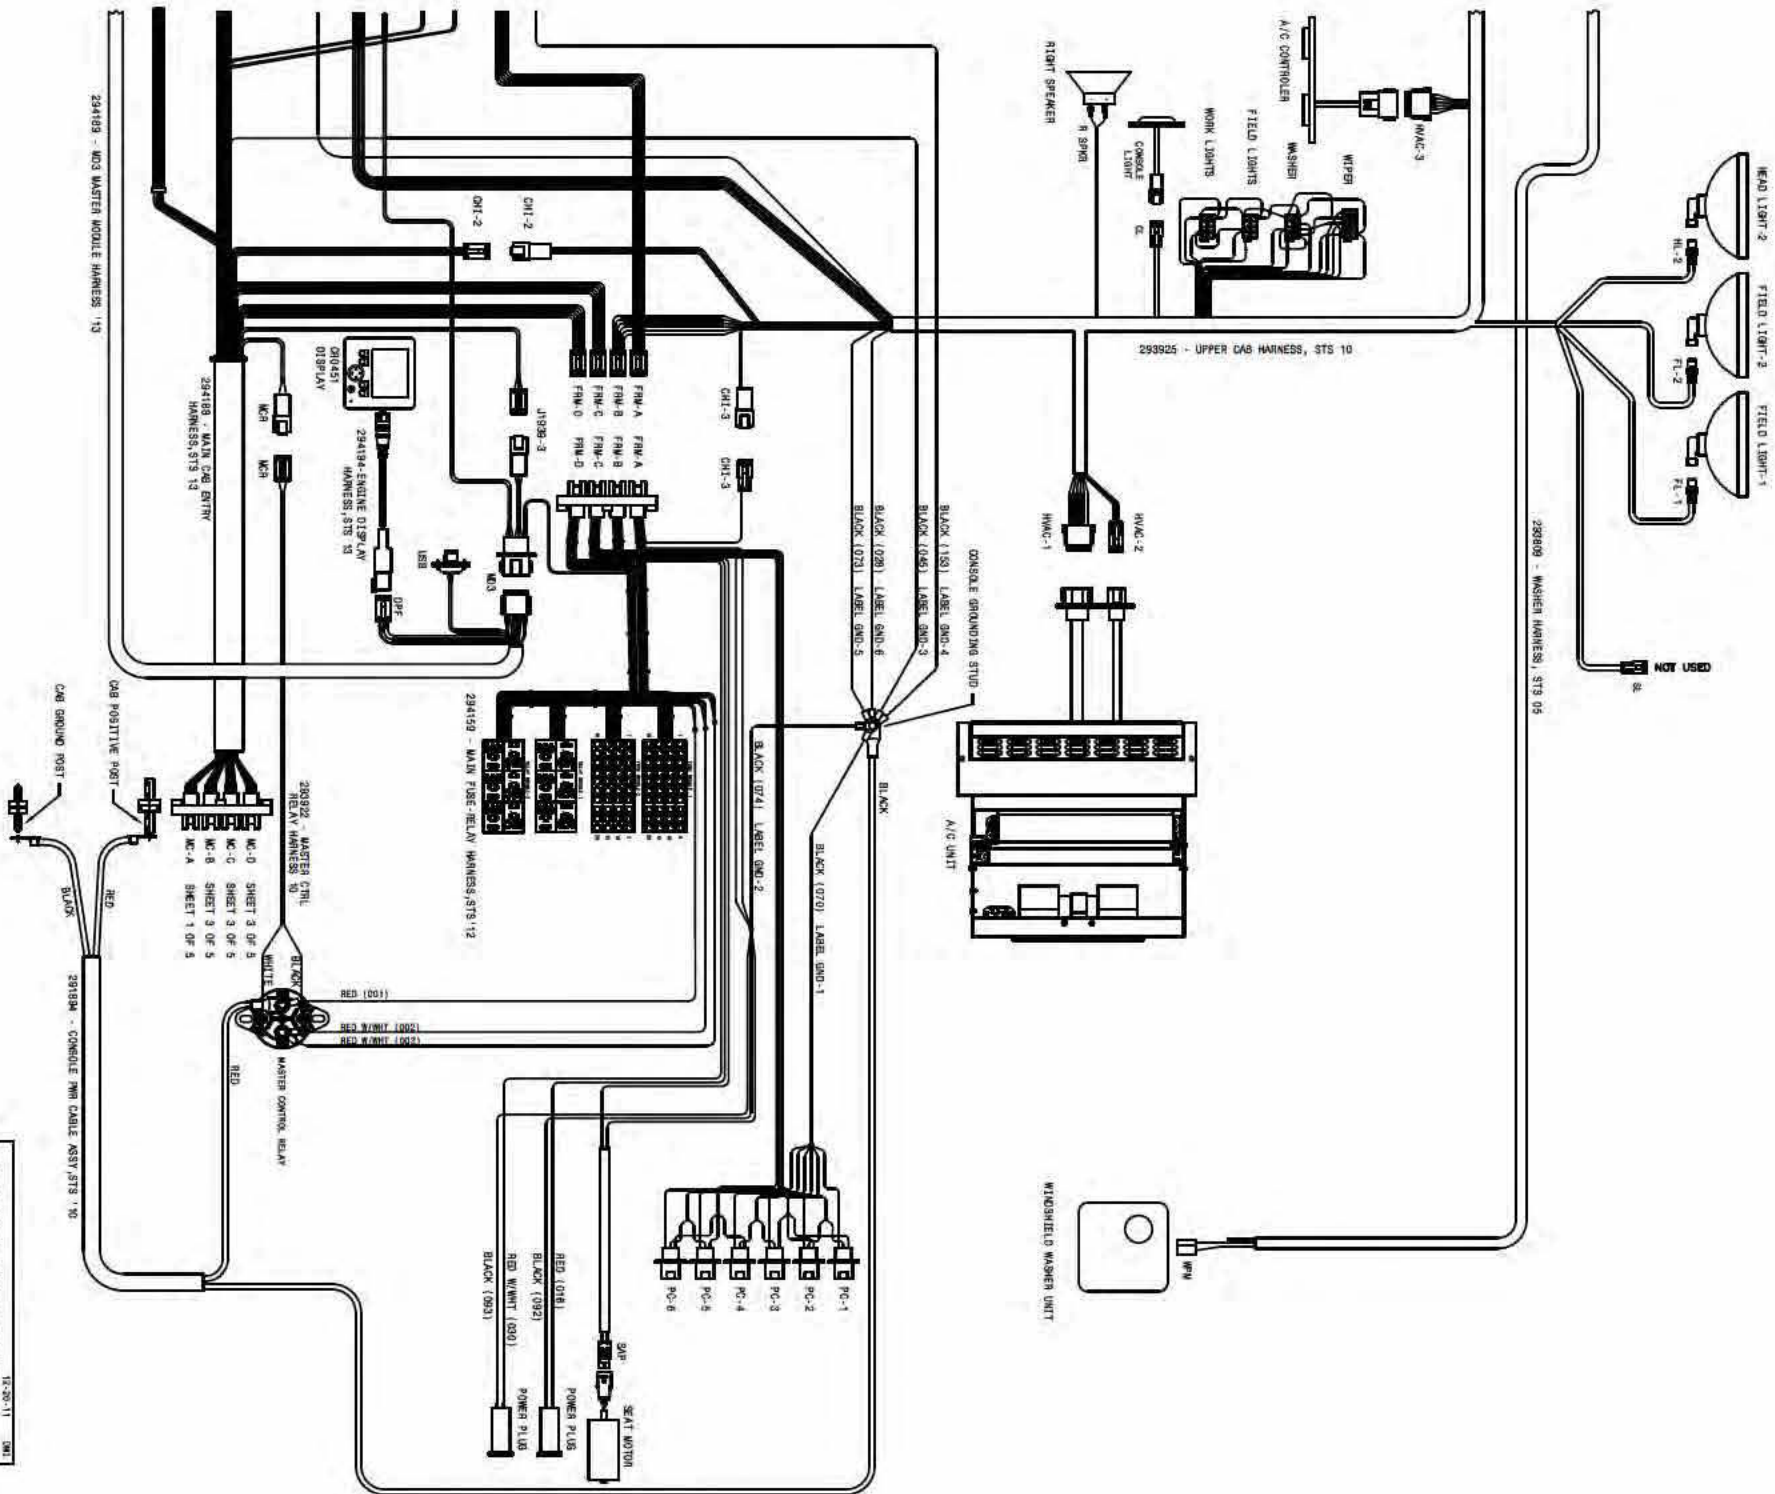 HEAD LIGHT-2
HL-2
FIELD LIGHT-2
FL-2
FIELD LIGHT-1
FL-1
NOT USED
SL
293809 - WASHER HARNESS, STS 05
WINDSHIELD WASHER UNIT
WPM
A/C CONTROLER
HVAC-3
WIPER
WASHER
FIELD LIGHTS
WORK LIGHTS
CONSOLE
LIGHT
CL
RIGHT SPEAKER
R SPKR
293925 - UPPER CAB HARNESS, STS 10
HVAC-2
HVAC-1
A/C UNIT
CONSOLE GROUNDING STUD
BLACK (153) LABEL GND-4
BLACK (045) LABEL GND-3
BLACK (028) LABEL GND-6
BLACK (073) LABEL GND-5
BLACK
BLACK (070) LABEL GND-1
BLACK (074) LABEL GND-2
CHI-2
CHI-2
CHI-3
CHI-3
FRM-A
FRM-B
FRM-C
FRM-D
FRM-A
FRM-B
FRM-C
FRM-D
J1939-3
CR0451
DISPLAY
294194-ENGINE DISPLAY
HARNESS, STS 13
USB
MD3
DPF
MCR
MCR
294188 - MAIN CAB ENTRY
HARNESS, STS 13
294189 - MD3 MASTER MODULE HARNESS '13
294159 - MAIN FUSE-RELAY HARNESS, STS '12
293922 - MASTER CTRL
RELAY HARNESS 10
MC-D SHEET 3 OF 5
MC-C SHEET 3 OF 5
MC-B SHEET 3 OF 5
MC-A SHEET 1 OF 5
CAB POSITIVE POST
CAB GROUND POST
RED
BLACK
291894 - CONSOLE PWR CABLE ASSY, STS '10
BLACK
WHITE
MASTER CONTROL RELAY
RED
RED (001)
RED W/WHT (002)
RED W/WHT (002)
PC-1
PC-2
PC-3
PC-4
PC-5
PC-6
RED (016)
BLACK (092)
RED W/WHT (030)
BLACK (093)
SAP
SEAT MOTOR
POWER PLUG
POWER PLUG
12-20-11